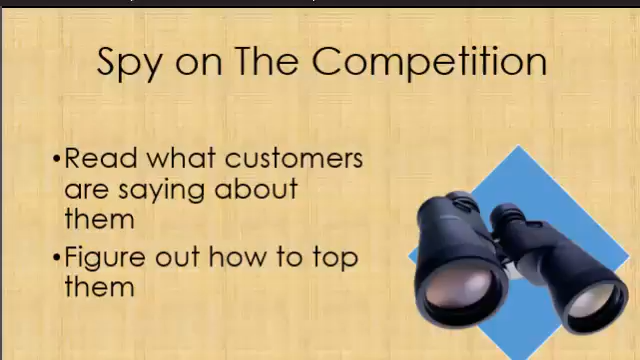 Spy on The Competition
•Read what customers
are saying about
them
•Figure out how to top
them